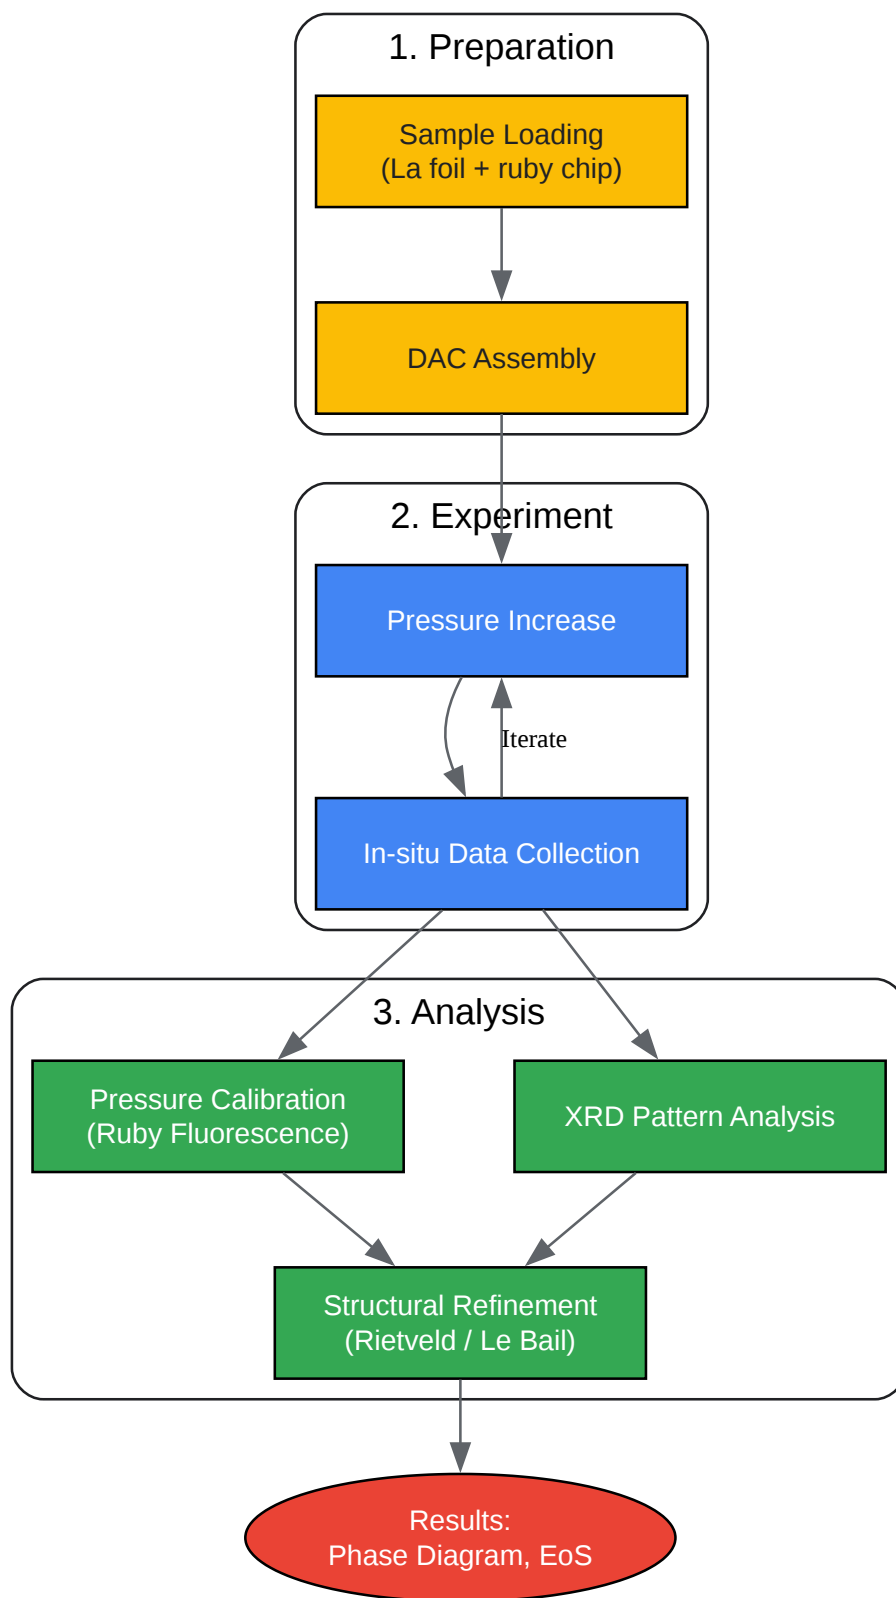 1. Preparation
Sample Loading
(La foil + ruby chip)
DAC Assembly
2. Experiment
Pressure Increase
Iterate
In-situ Data Collection
3. Analysis
Pressure Calibration
(Ruby Fluorescence)
XRD Pattern Analysis
Structural Refinement
(Rietveld / Le Bail)
Results:
Phase Diagram, EoS